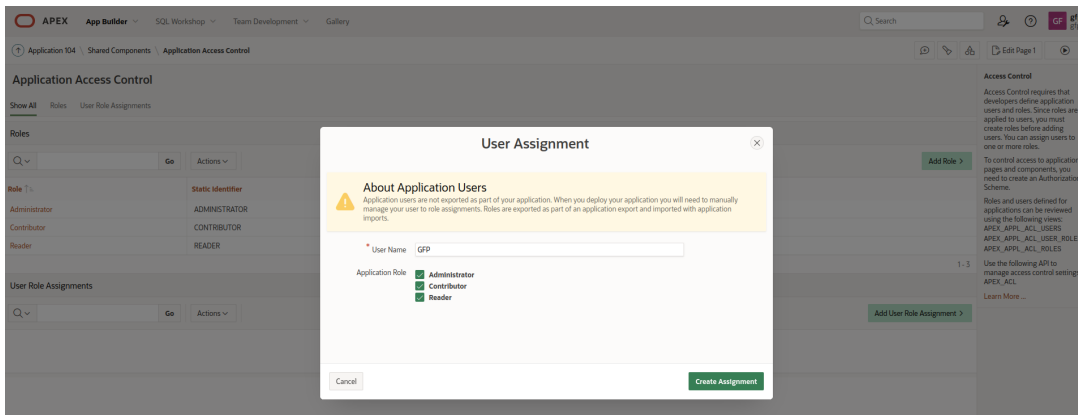 APEX App Builder SQL Workshop Team Development Gallery Search GF
Application 104 \ Shared Components \ Application Access Control Edit Page 1
Application Access Control
Show All Roles User Role Assignments
Roles
Go Actions Add Role >
Role Static Identifier
Administrator ADMINISTRATOR
Contributor CONTRIBUTOR
Reader READER
1 - 3
User Role Assignments
Go Actions Add User Role Assignment >
User Assignment
About Application Users
Application users are not exported as part of your application. When you deploy your application you will need to manually
manage your user to role assignments. Roles are exported as part of an application export and imported with application
imports.
* User Name GFP
Application Role Administrator
Contributor
Reader
Cancel Create Assignment
Access Control
Access Control requires that
developers define application
users and roles. Since roles are
applied to users, you must
create roles before adding
users. You can assign users to
one or more roles.
To control access to application
pages and components, you
need to create an Authorization
Scheme.
Roles and users defined for
applications can be reviewed
using the following views:
APEX_APPL_ACL_USERS
APEX_APPL_ACL_USER_ROLE
APEX_APPL_ACL_ROLES
Use the following API to
manage access control settings
APEX_ACL
Learn More ...